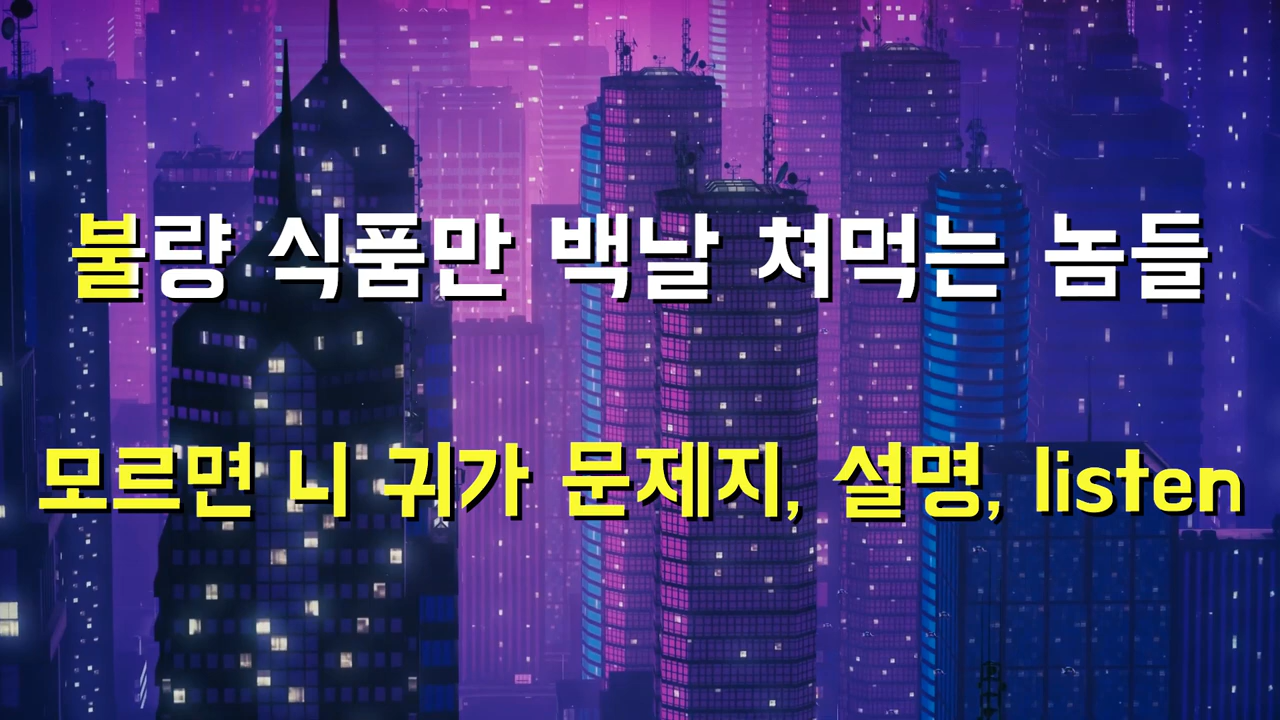 불량 식품만 백날 쳐먹는 놈들
모르면 니 귀가 문제지, 설명, listen